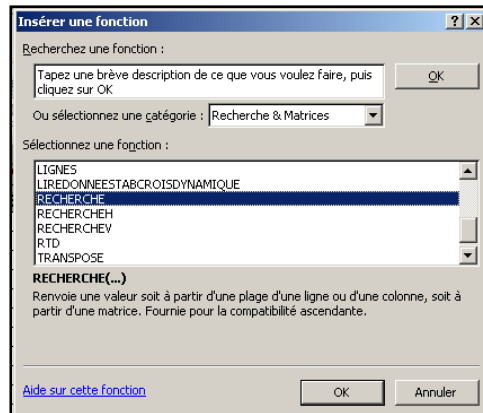 Insérer une fonction
Recherchez une fonction :
Tapez une brève description de ce que vous voulez faire, puis
cliquez sur OK
OK
Ou sélectionnez une catégorie : Recherche & Matrices
Sélectionnez une fonction :
LIGNES
LIREDONNEESTABCROISDYNAMIQUE
RECHERCHE
RECHERCHEH
RECHERCHEV
RTD
TRANSPOSE
RECHERCHE(...)
Renvoie une valeur soit à partir d'une plage d'une ligne ou d'une colonne, soit à
partir d'une matrice. Fournie pour la compatibilité ascendante.
Aide sur cette fonction
OK
Annuler